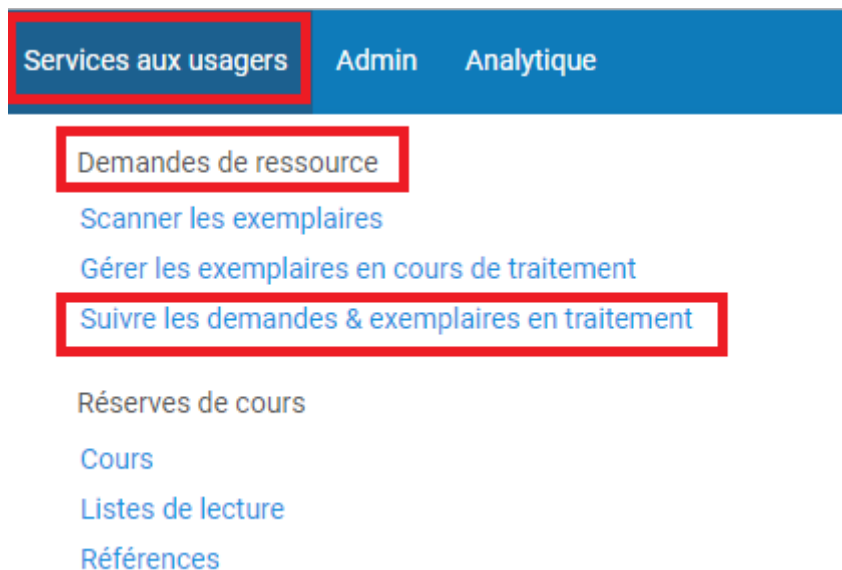 Services aux usagers Admin Analytique
Demandes de ressource
Scanner les exemplaires
Gérer les exemplaires en cours de traitement
Suivre les demandes & exemplaires en traitement
Réserves de cours
Cours
Listes de lecture
Références